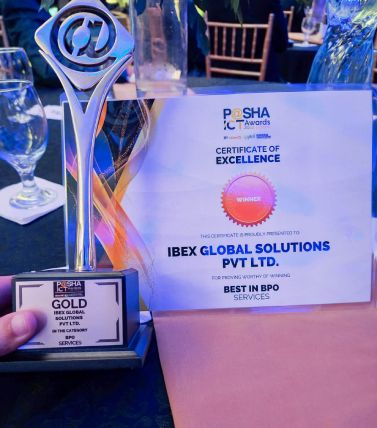 P@SHA
ICT Awards
CERTIFICATE OF
EXCELLENCE
WINNER
THIS CERTIFICATE IS PROUDLY PRESENTED TO
IBEX GLOBAL SOLUTIONS
PVT LTD.
FOR PROVING WORTHY OF WINNING
BEST IN BPO
SERVICES
P@SHA
ICT
GOLD
IBEX GLOBAL
SOLUTIONS
PVT LTD.
IN THE CATEGORY
BPO
SERVICES